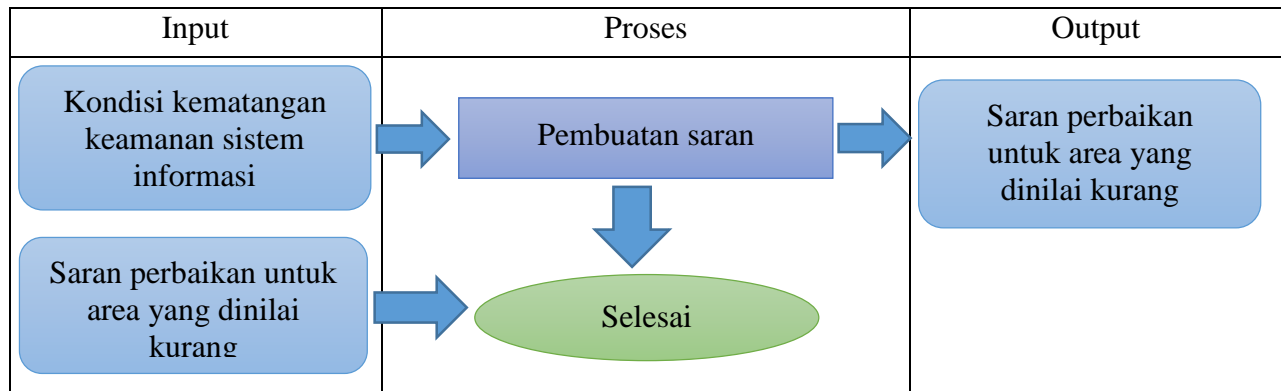 Input
Proses
Output
Kondisi kematangan
keamanan sistem
informasi
Pembuatan saran
Saran perbaikan
untuk area yang
dinilai kurang
Saran perbaikan untuk
area yang dinilai
kurang
Selesai